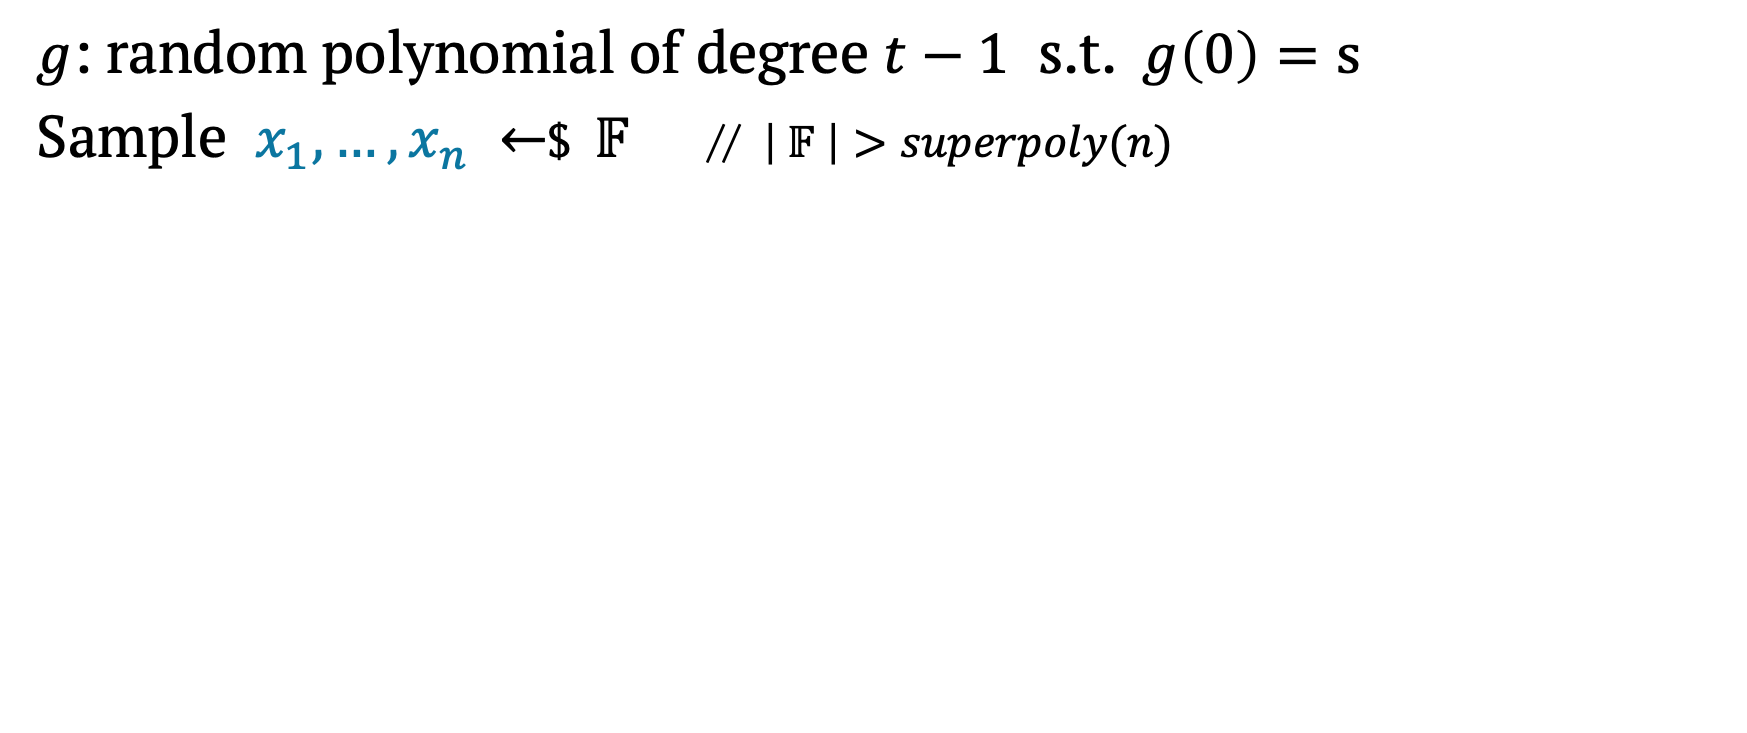 g: random polynomial of degree t − 1 s.t. g(0) = s
Sample x₁, … , xₙ ←$ 𝔽 // | 𝔽 | > superpoly(n)